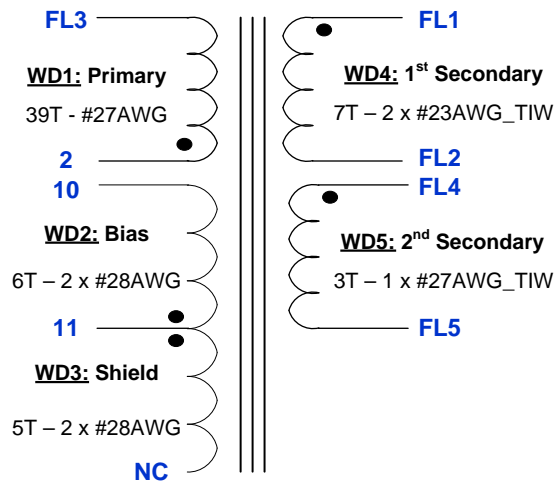 FL3
WD1: Primary
39T - #27AWG
2
10
WD2: Bias
6T – 2 x #28AWG
11
WD3: Shield
5T – 2 x #28AWG
NC
FL1
WD4: 1st Secondary
7T – 2 x #23AWG_TIW
FL2
FL4
WD5: 2nd Secondary
3T – 1 x #27AWG_TIW
FL5